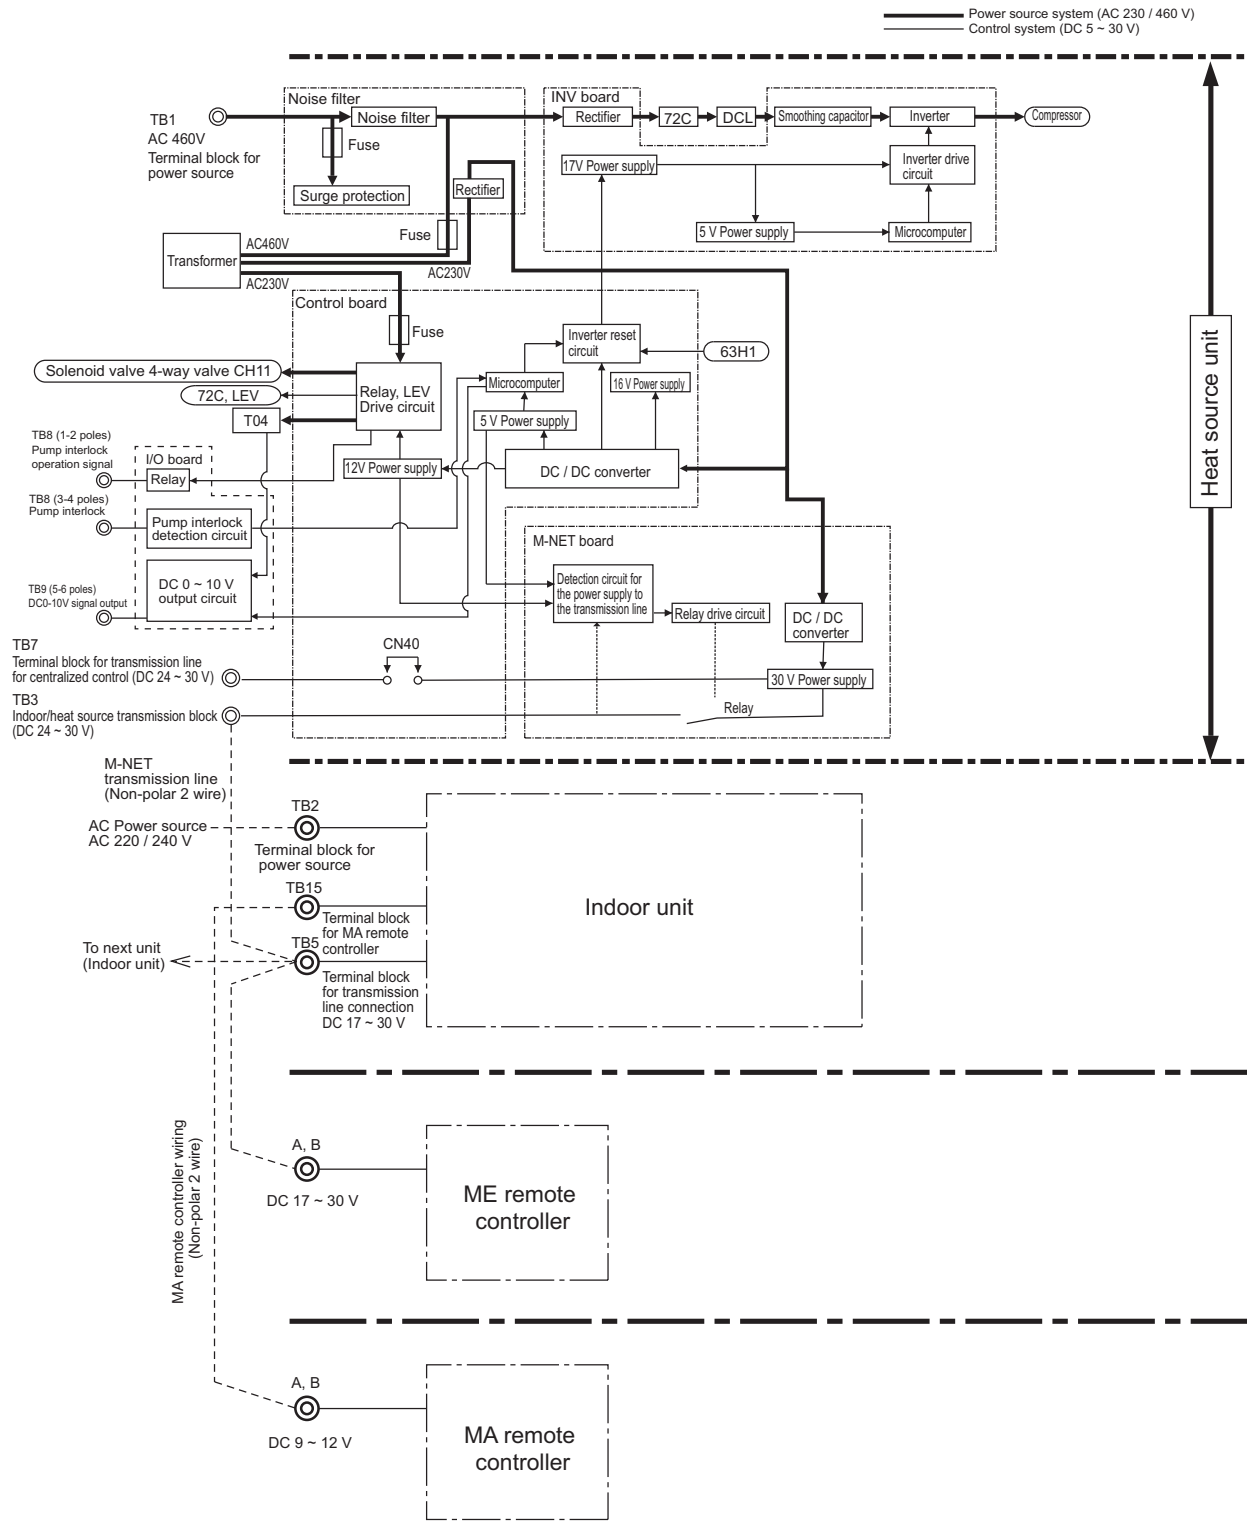 Power source system (AC 230 / 460 V)
Control system (DC 5 ~ 30 V)
Noise filter
INV board
TB1
AC 460V
Terminal block for
power source
Noise filter
Rectifier
72C
DCL
Smoothing capacitor
Inverter
Compressor
Fuse
Surge protection
Rectifier
17V Power supply
Inverter drive
circuit
5 V Power supply
Microcomputer
Fuse
Transformer
AC460V
AC230V
AC230V
Control board
Fuse
Inverter reset
circuit
63H1
Heat source unit
Solenoid valve 4-way valve CH11
72C, LEV
T04
Relay, LEV
Drive circuit
Microcomputer
16 V Power supply
5 V Power supply
12V Power supply
DC / DC converter
TB8 (1-2 poles)
Pump interlock
operation signal
I/O board
Relay
TB8 (3-4 poles)
Pump interlock
Pump interlock
detection circuit
DC 0 ~ 10 V
output circuit
TB9 (5-6 poles)
DC0-10V signal output
M-NET board
Detection circuit for
the power supply to
the transmission line
Relay drive circuit
DC / DC
converter
30 V Power supply
Relay
CN40
TB7
Terminal block for transmission line
for centralized control (DC 24 ~ 30 V)
TB3
Indoor/heat source transmission block
(DC 24 ~ 30 V)
M-NET
transmission line
(Non-polar 2 wire)
AC Power source
AC 220 / 240 V
TB2
Terminal block for
power source
TB15
Terminal block
for MA remote
controller
Indoor unit
To next unit
(Indoor unit)
TB5
Terminal block
for transmission
line connection
DC 17 ~ 30 V
MA remote controller wiring
(Non-polar 2 wire)
A, B
DC 17 ~ 30 V
ME remote
controller
A, B
DC 9 ~ 12 V
MA remote
controller